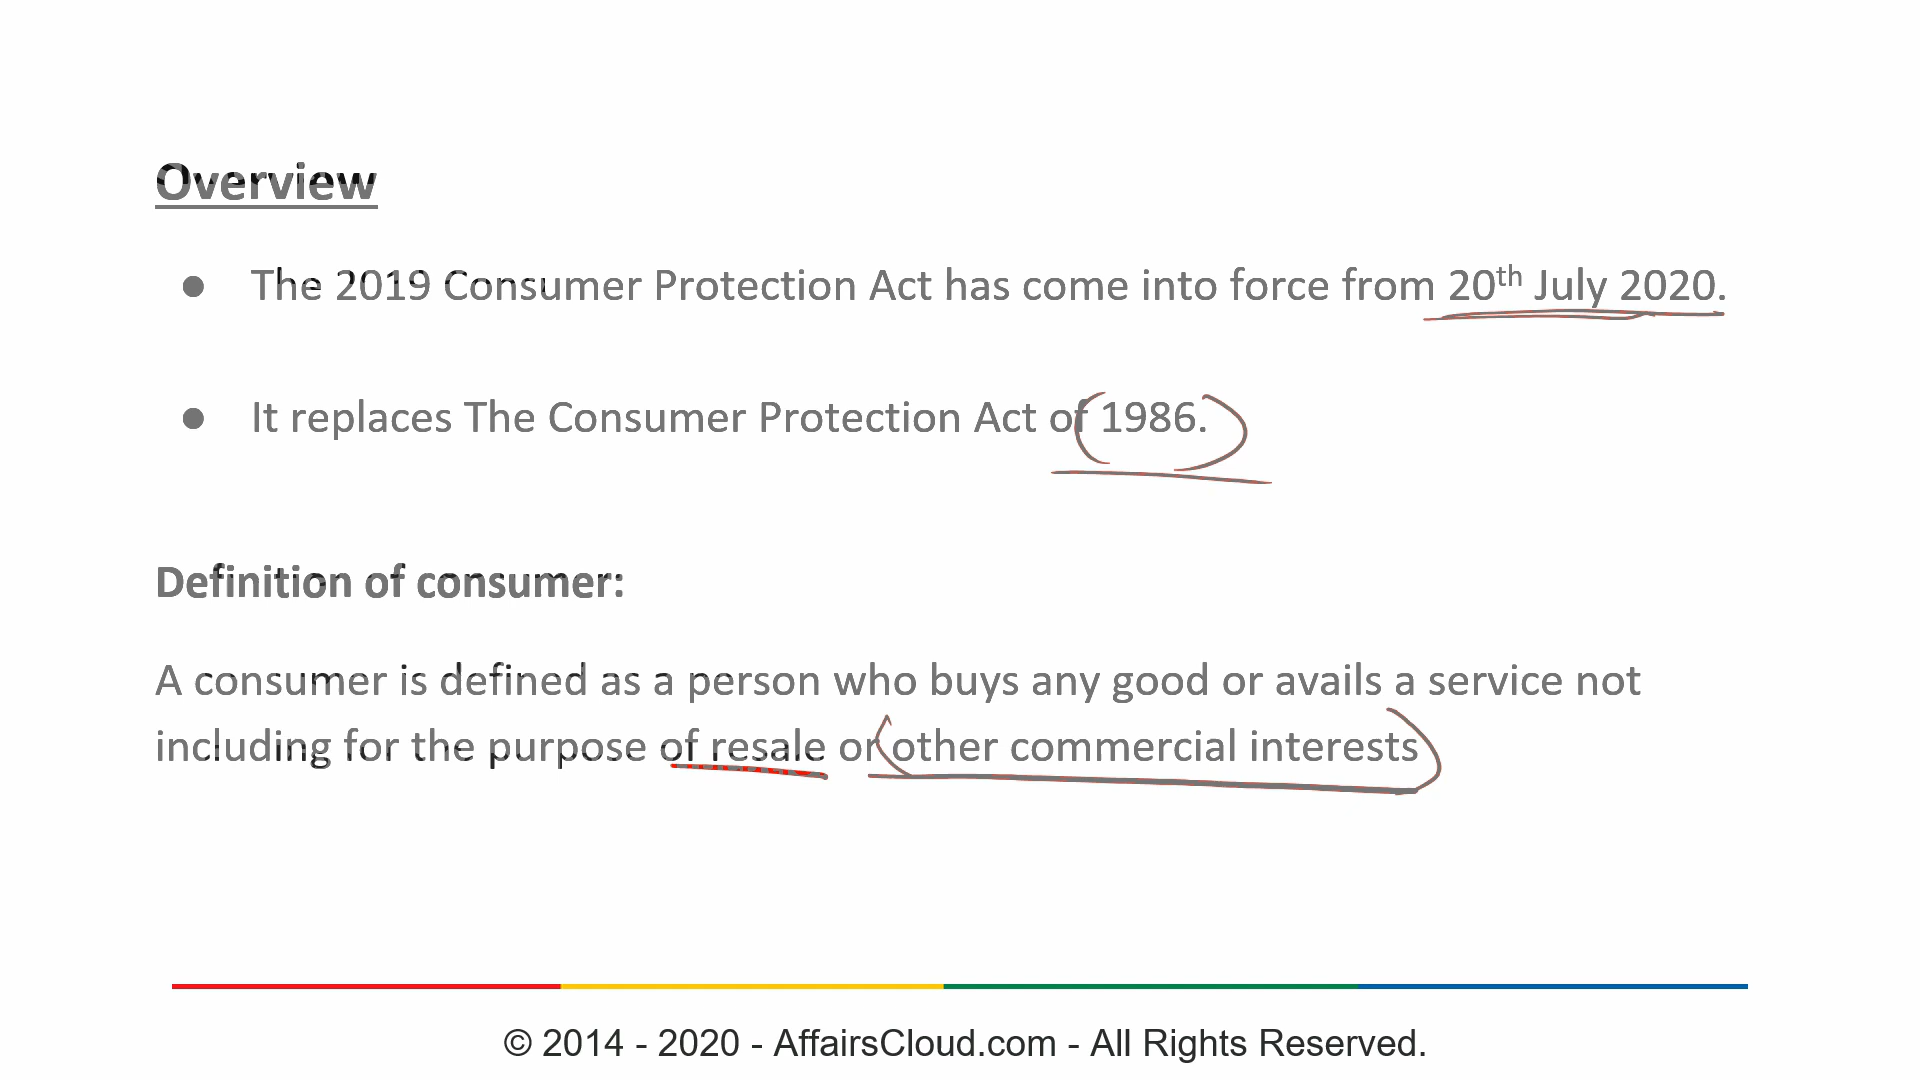 Overview
● The 2019 Consumer Protection Act has come into force from 20th July 2020.
● It replaces The Consumer Protection Act of 1986.
Definition of consumer:
A consumer is defined as a person who buys any good or avails a service not
including for the purpose of resale or other commercial interests
© 2014 - 2020 - AffairsCloud.com - All Rights Reserved.